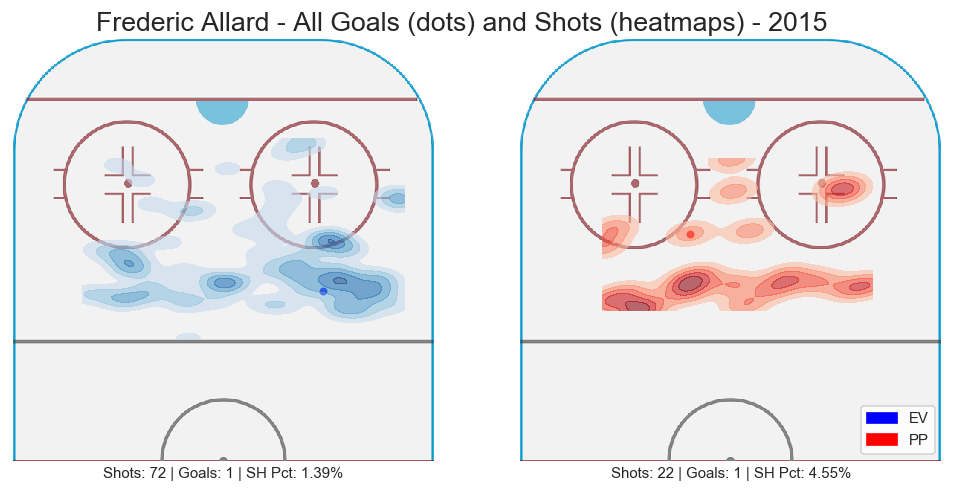 Frederic Allard - All Goals (dots) and Shots (heatmaps) - 2015
EV
PP
Shots: 72 | Goals: 1 | SH Pct: 1.39%
Shots: 22 | Goals: 1 | SH Pct: 4.55%